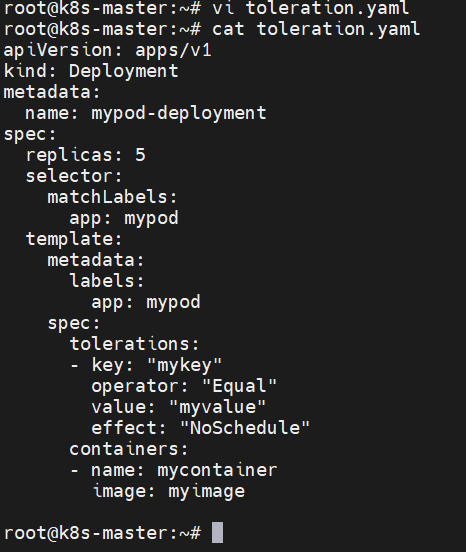 root@k8s-master:~# vi toleration.yaml
root@k8s-master:~# cat toleration.yaml
apiVersion: apps/v1
kind: Deployment
metadata:
  name: mypod-deployment
spec:
  replicas: 5
  selector:
    matchLabels:
      app: mypod
  template:
    metadata:
      labels:
        app: mypod
    spec:
      tolerations:
      - key: "mykey"
        operator: "Equal"
        value: "myvalue"
        effect: "NoSchedule"
      containers:
      - name: mycontainer
        image: myimage

root@k8s-master:~#